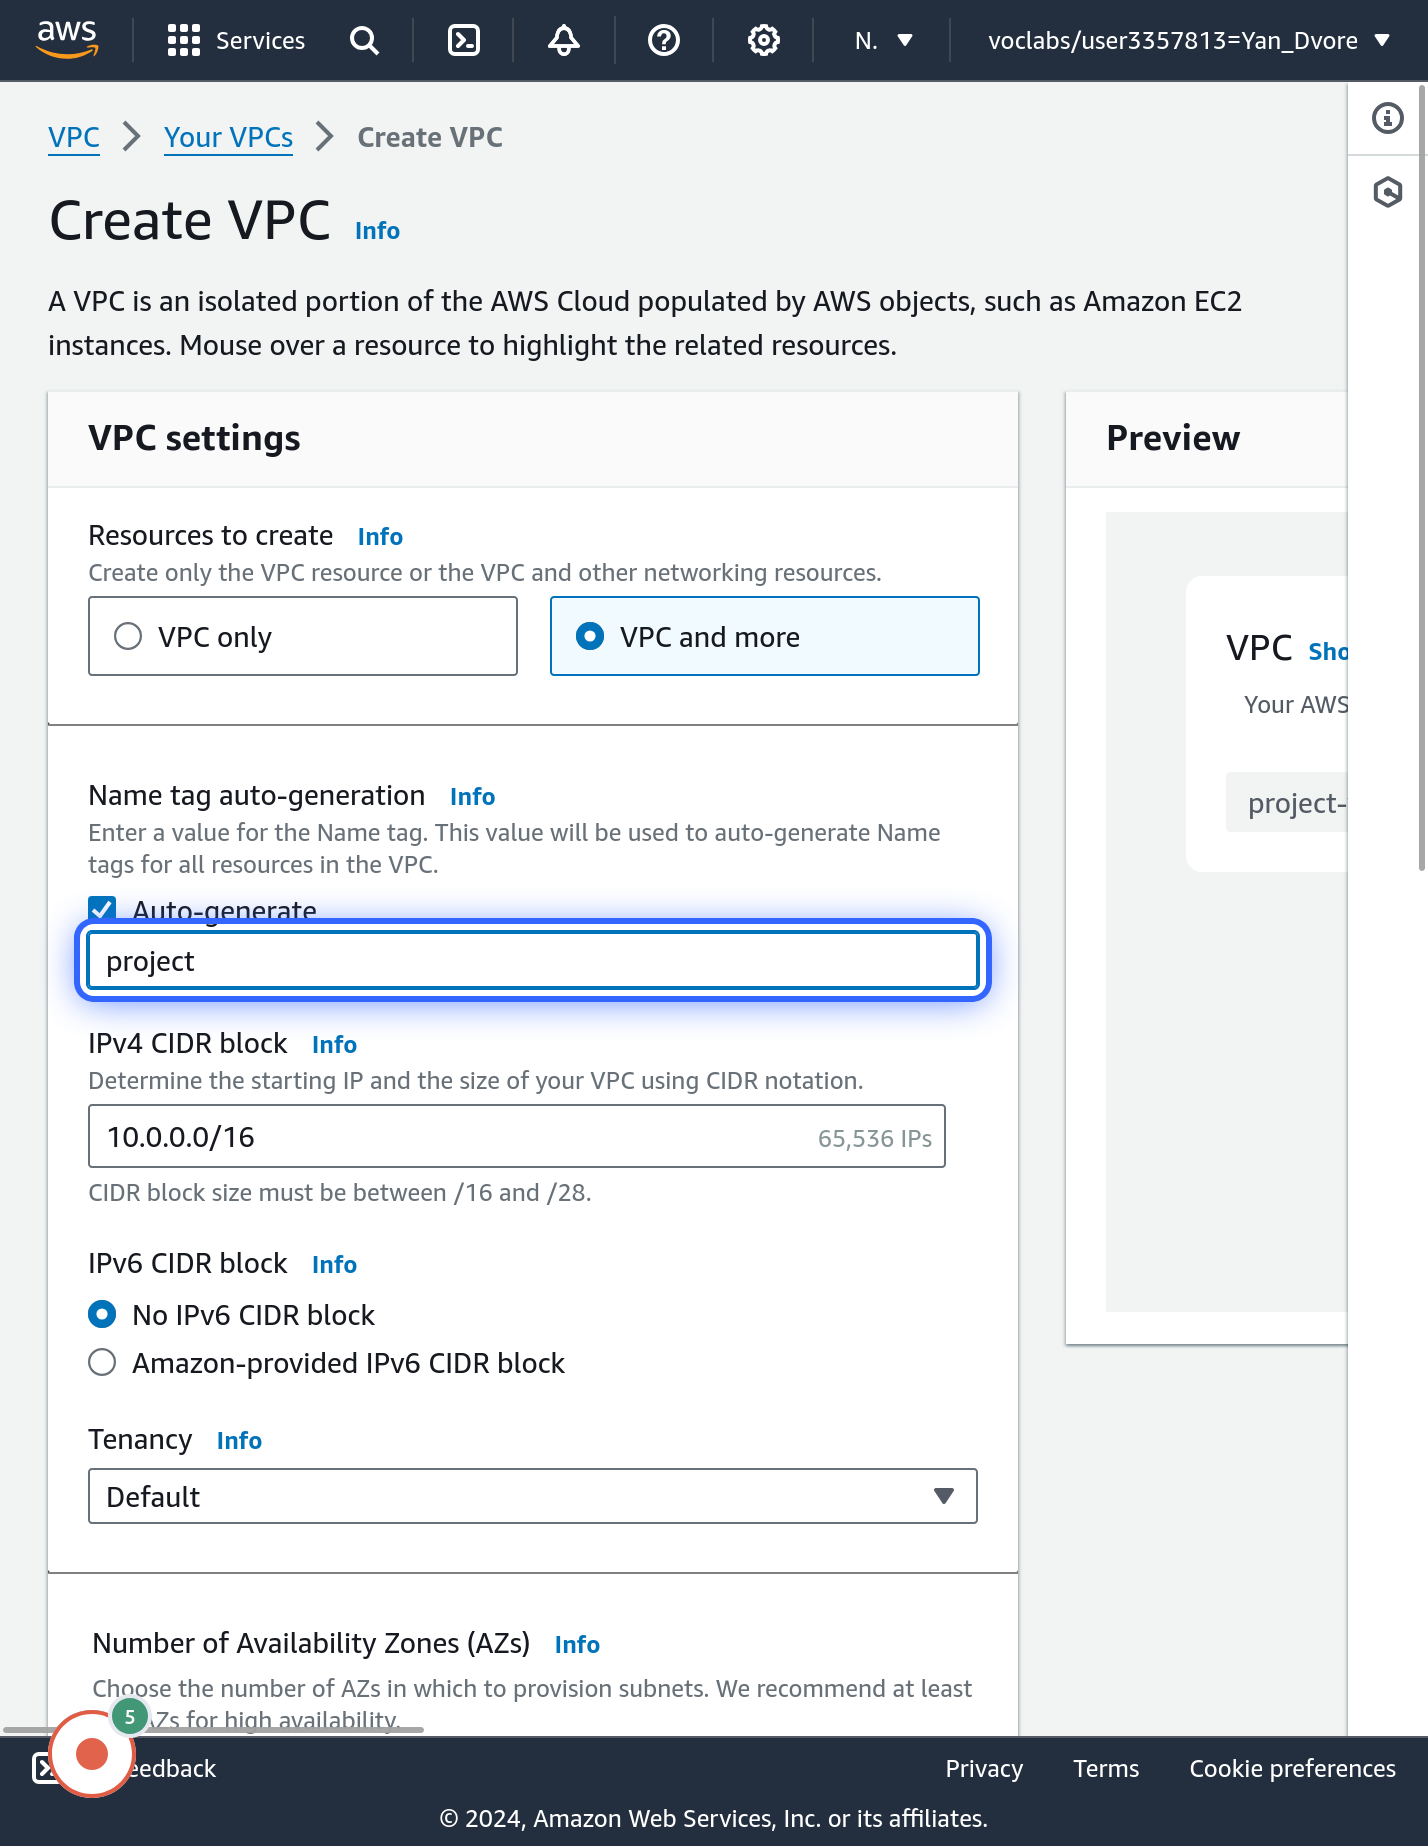 aws
Services
N.
voclabs/user3357813=Yan_Dvore
VPC
Your VPCs
Create VPC
Create VPC
Info
A VPC is an isolated portion of the AWS Cloud populated by AWS objects, such as Amazon EC2
instances. Mouse over a resource to highlight the related resources.
VPC settings
Resources to create
Info
Create only the VPC resource or the VPC and other networking resources.
VPC only
VPC and more
Name tag auto-generation
Info
Enter a value for the Name tag. This value will be used to auto-generate Name
tags for all resources in the VPC.
Auto-generate
project
IPv4 CIDR block
Info
Determine the starting IP and the size of your VPC using CIDR notation.
10.0.0.0/16
65,536 IPs
CIDR block size must be between /16 and /28.
IPv6 CIDR block
Info
No IPv6 CIDR block
Amazon-provided IPv6 CIDR block
Tenancy
Info
Default
Number of Availability Zones (AZs)
Info
Choose the number of AZs in which to provision subnets. We recommend at least
AZs for high availability.
Preview
VPC
Sho
Your AWS
project-
5
eedback
Privacy
Terms
Cookie preferences
© 2024, Amazon Web Services, Inc. or its affiliates.